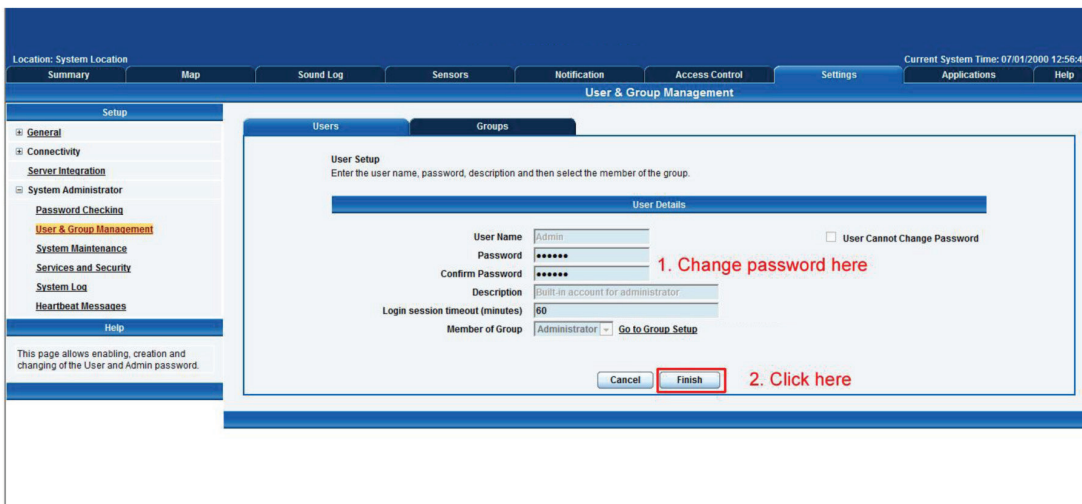 Location: System Location
Current System Time: 07/01/2000 12:56:4
Summary Map Sound Log Sensors Notification Access Control Settings Applications Help
User & Group Management
Setup
General
Connectivity
Server Integration
System Administrator
Password Checking
User & Group Management
System Maintenance
Services and Security
System Log
Heartbeat Messages
Help
This page allows enabling, creation and
changing of the User and Admin password.
Users Groups
User Setup
Enter the user name, password, description and then select the member of the group.
User Details
User Name Admin
User Cannot Change Password
Password ••••••
1. Change password here
Confirm Password ••••••
Description Built-in account for administrator
Login session timeout (minutes) 60
Member of Group Administrator Go to Group Setup
Cancel Finish 2. Click here